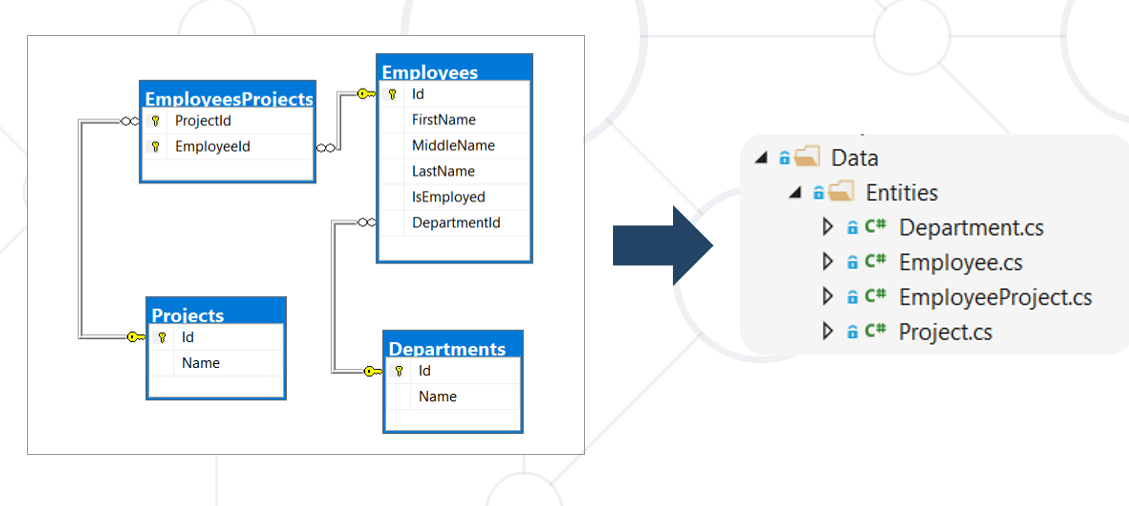 EmployeesProjects
ProjectId
EmployeeId
Employees
Id
FirstName
MiddleName
LastName
IsEmployed
DepartmentId
Projects
Id
Name
Departments
Id
Name
Data
Entities
C# Department.cs
C# Employee.cs
C# EmployeeProject.cs
C# Project.cs